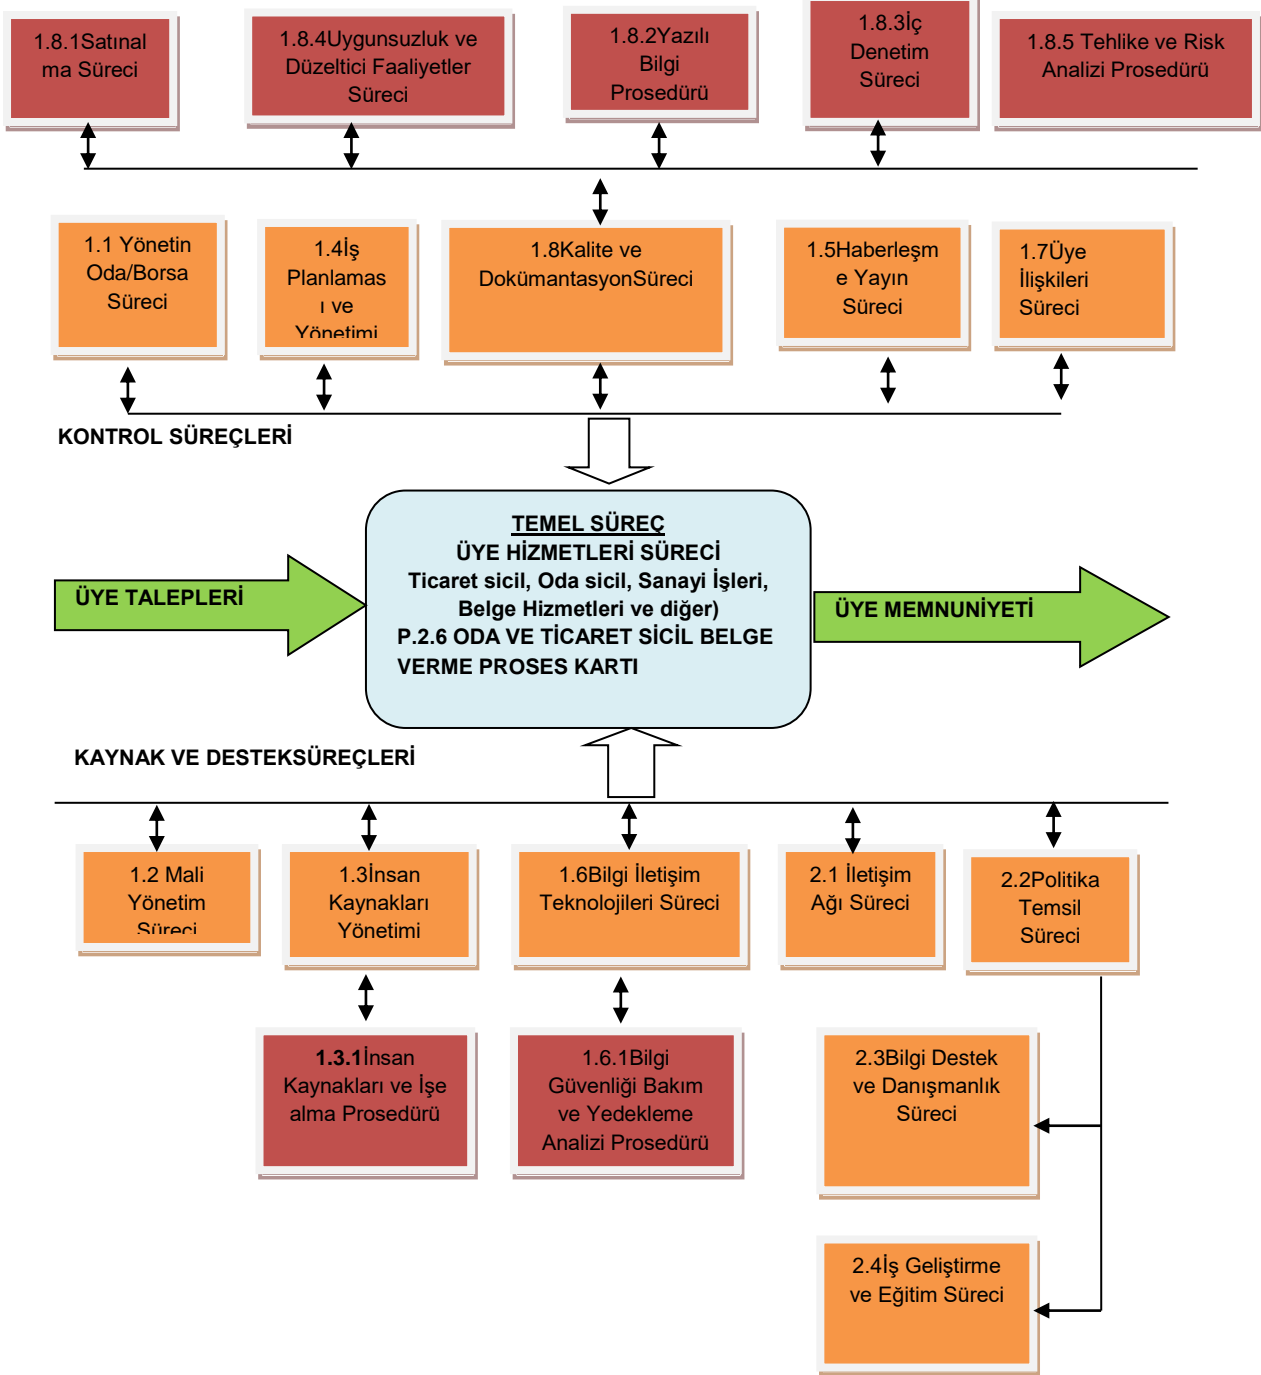 1.8.1Satınal
ma Süreci
1.8.4Uygunsuzluk ve
Düzeltici Faaliyetler
Süreci
1.8.2Yazılı
Bilgi
Prosedürü
1.8.3İç
Denetim
Süreci
1.8.5 Tehlike ve Risk
Analizi Prosedürü
1.1 Yönetin
Oda/Borsa
Süreci
1.4İş
Planlamas
ı ve
Yönetimi
1.8Kalite ve
DokümantasyonSüreci
1.5Haberleşm
e Yayın
Süreci
1.7Üye
İlişkileri
Süreci
KONTROL SÜREÇLERİ
TEMEL SÜREÇ
ÜYE HİZMETLERİ SÜRECİ
Ticaret sicil, Oda sicil, Sanayi İşleri,
Belge Hizmetleri ve diğer)
P.2.6 ODA VE TİCARET SİCİL BELGE
VERME PROSES KARTI
ÜYE TALEPLERİ
ÜYE MEMNUNİYETİ
KAYNAK VE DESTEKSÜREÇLERİ
1.2 Mali
Yönetim
Süreci
1.3İnsan
Kaynakları
Yönetimi
1.6Bilgi İletişim
Teknolojileri Süreci
2.1 İletişim
Ağı Süreci
2.2Politika
Temsil
Süreci
1.3.1İnsan
Kaynakları ve İşe
alma Prosedürü
1.6.1Bilgi
Güvenliği Bakım
ve Yedekleme
Analizi Prosedürü
2.3Bilgi Destek
ve Danışmanlık
Süreci
2.4İş Geliştirme
ve Eğitim Süreci